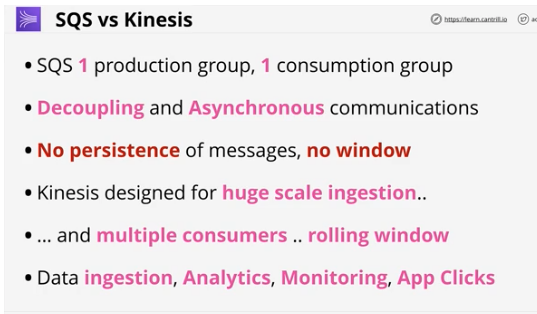 SQS vs Kinesis
https://learn.cantrill.io
• SQS 1 production group, 1 consumption group
• Decoupling and Asynchronous communications
• No persistence of messages, no window
• Kinesis designed for huge scale ingestion..
• ... and multiple consumers .. rolling window
• Data ingestion, Analytics, Monitoring, App Clicks